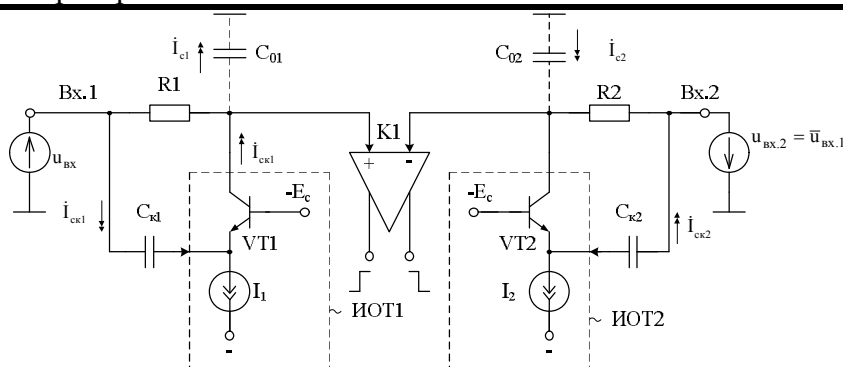 İc1
C01
C02
İc2
Вх.1
R1
R2
Вх.2
K1
uвх
+
-
uвх.2 = u̅вх.1
İск1
-Ec
-Ec
İск1
Cк1
Cк2
İск2
VT1
VT2
I1
I2
ИОТ1
ИОТ2
-
-